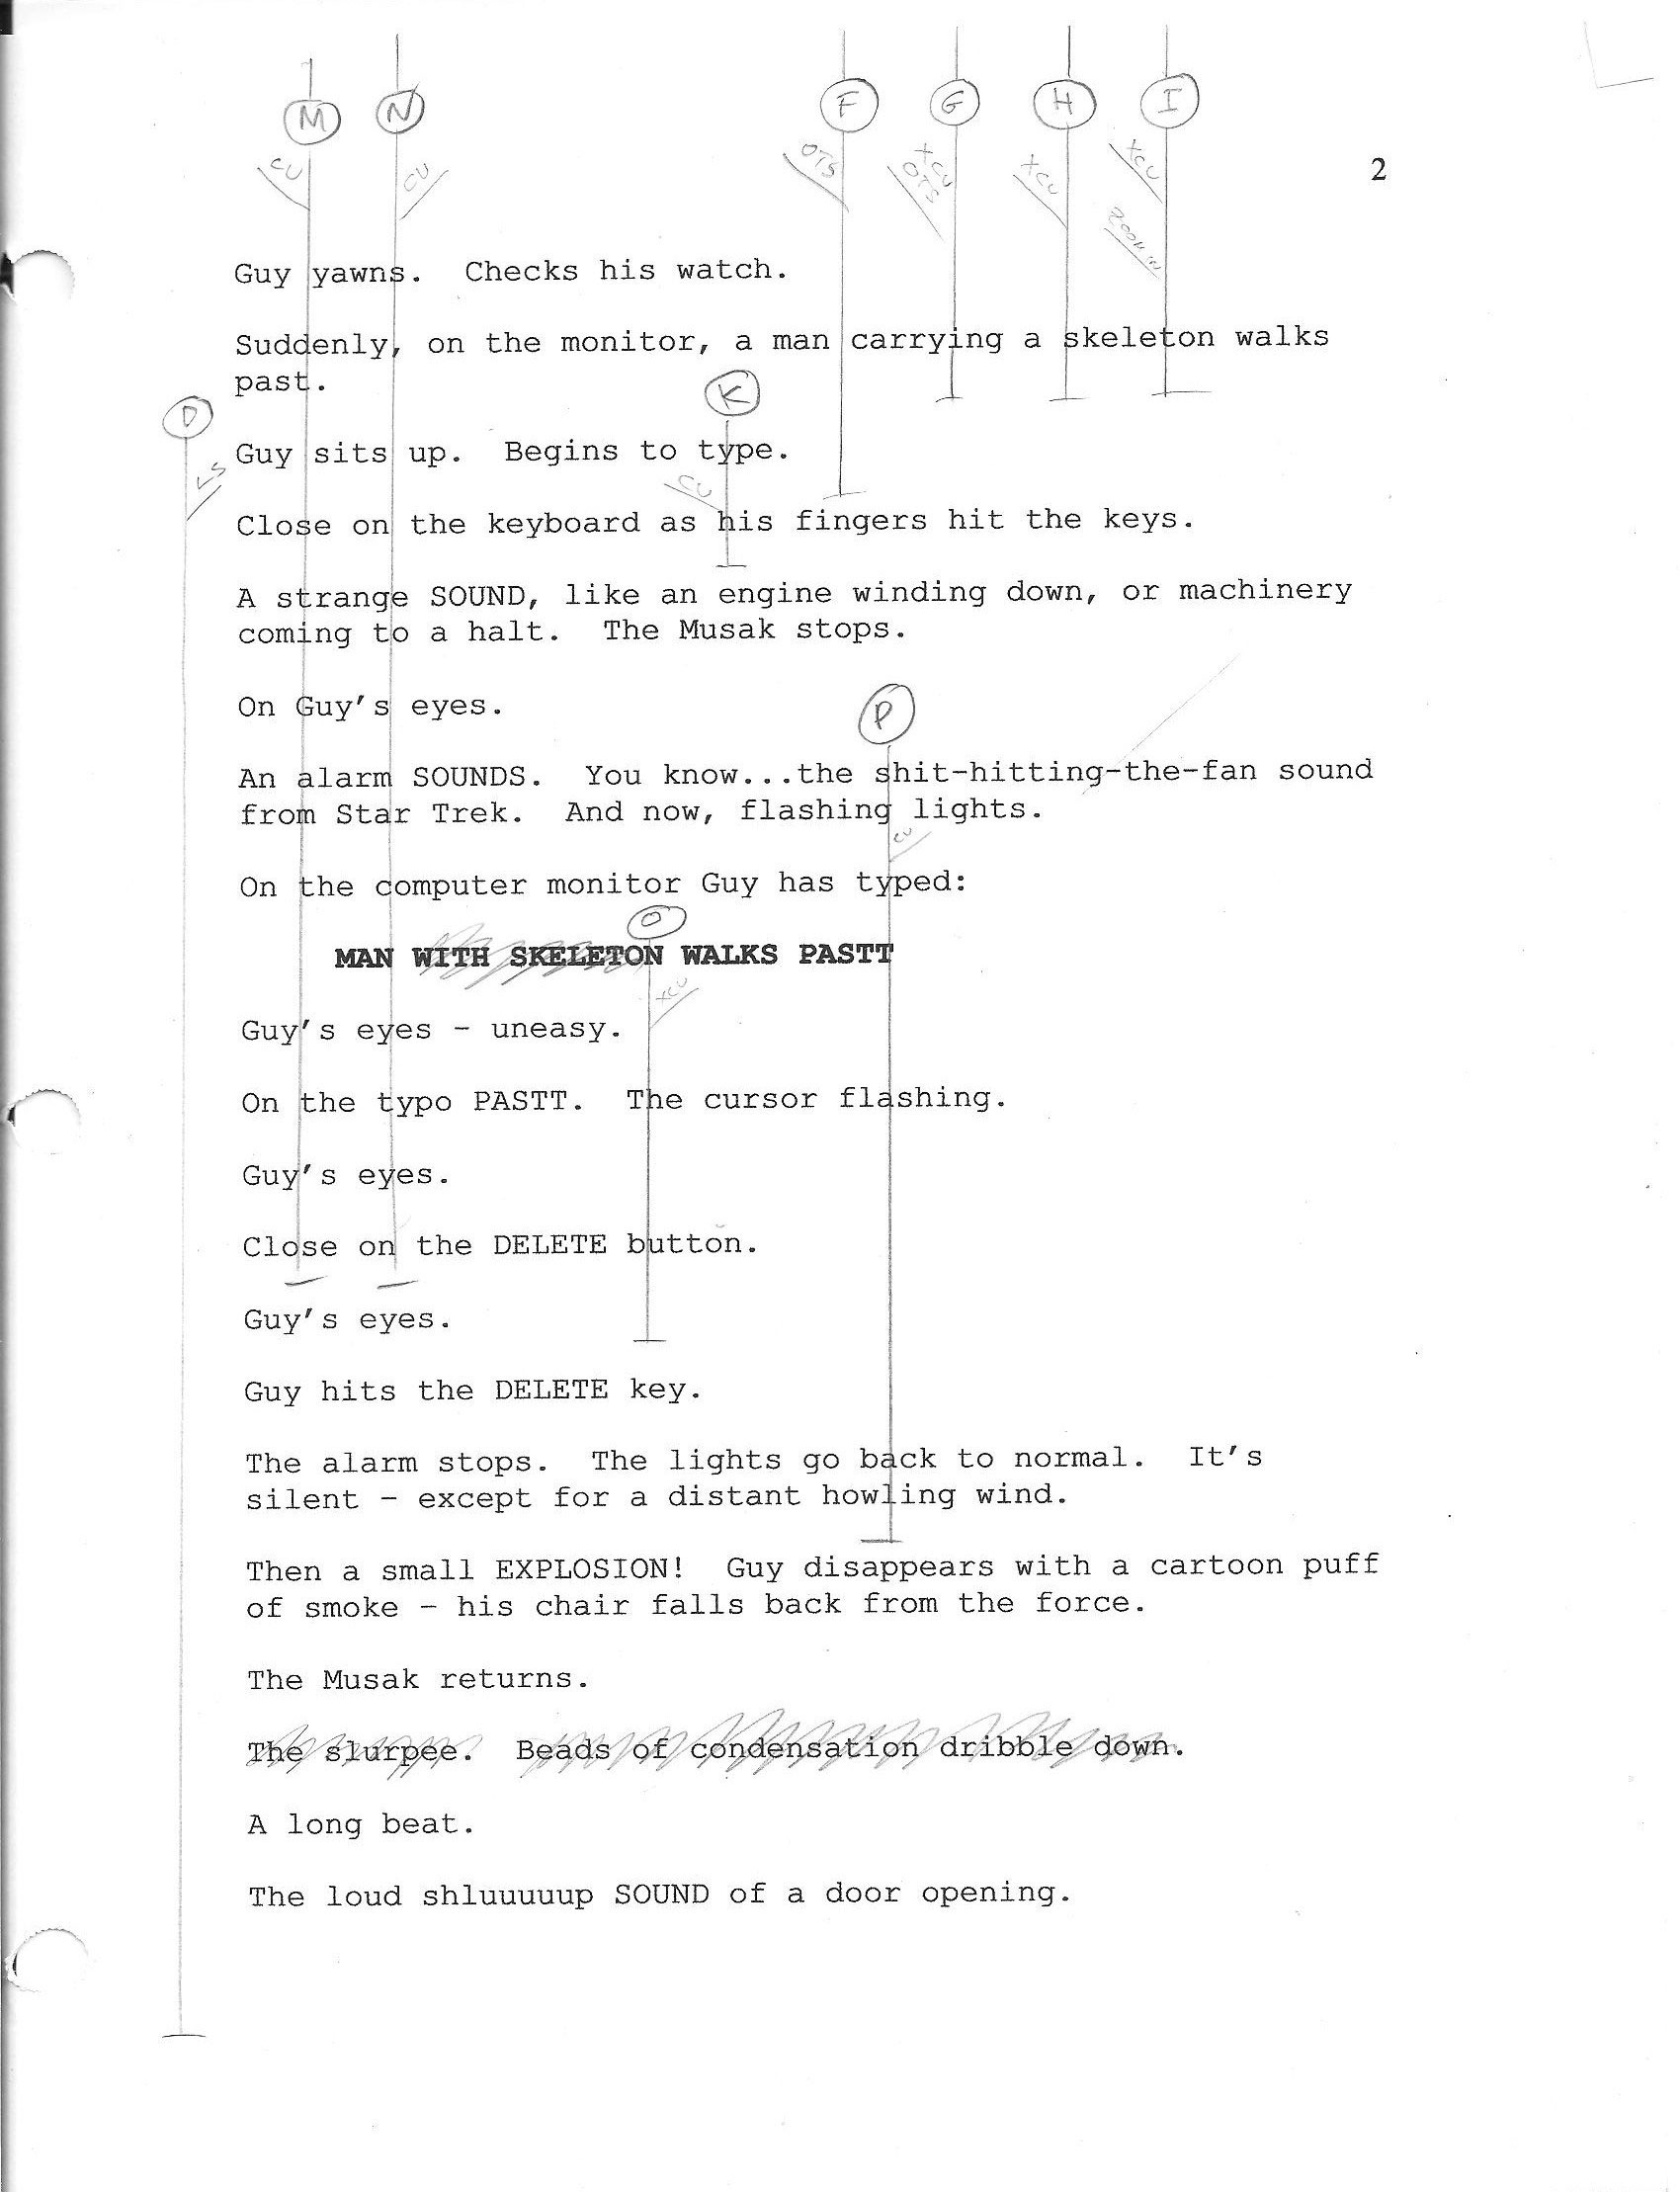 M N F G H I
CU CU OTS XCU OTS XCU XCU
ZOOM IN
2
Guy yawns. Checks his watch.
Suddenly, on the monitor, a man carrying a skeleton walks
past.
K
D
Guy sits up. Begins to type.
LS
CU
Close on the keyboard as his fingers hit the keys.
A strange SOUND, like an engine winding down, or machinery
coming to a halt. The Musak stops.
On Guy's eyes.
P
An alarm SOUNDS. You know...the shit-hitting-the-fan sound
from Star Trek. And now, flashing lights.
CU
On the computer monitor Guy has typed:
O
MAN WITH SKELETON WALKS PASTT
XCU
Guy's eyes – uneasy.
On the typo PASTT. The cursor flashing.
Guy's eyes.
Close on the DELETE button.
Guy's eyes.
Guy hits the DELETE key.
The alarm stops. The lights go back to normal. It's
silent – except for a distant howling wind.
Then a small EXPLOSION! Guy disappears with a cartoon puff
of smoke – his chair falls back from the force.
The Musak returns.
The slurpee. Beads of condensation dribble down.
A long beat.
The loud shluuuuup SOUND of a door opening.